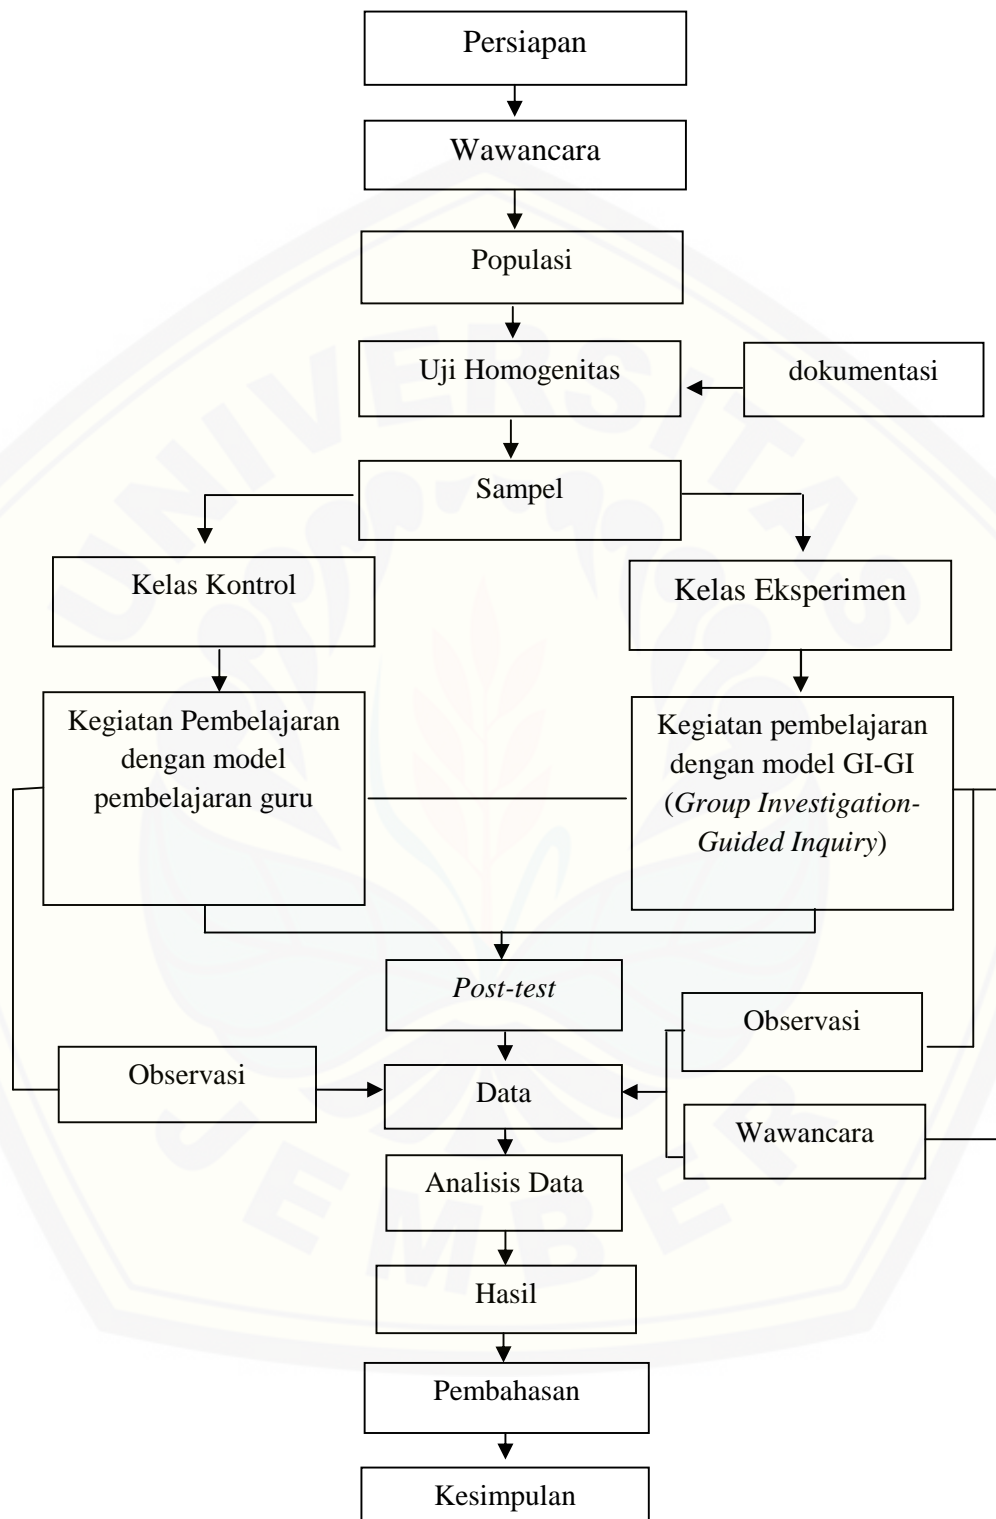 Persiapan
Wawancara
Populasi
Uji Homogenitas
dokumentasi
Sampel
Kelas Kontrol
Kelas Eksperimen
Kegiatan Pembelajaran
dengan model
pembelajaran guru
Kegiatan pembelajaran
dengan model GI-GI
(Group Investigation-
Guided Inquiry)
Post-test
Observasi
Observasi
Data
Wawancara
Analisis Data
Hasil
Pembahasan
Kesimpulan
UNIVERSITAS
JEMBER